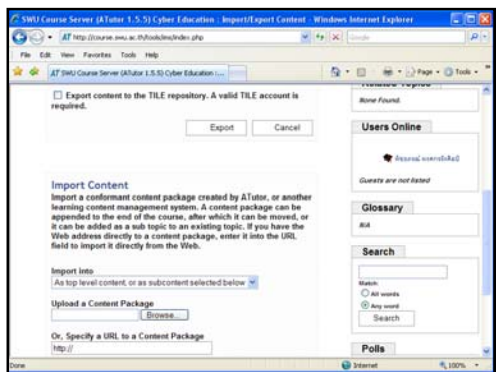 SWU Course Server (ATutor 1.5.5) Cyber Education : Import/Export Content - Windows Internet Explorer
File Edit View Favorites Tools Help
SWU Course Server (ATutor 1.5.5) Cyber Education : ...
Page
Tools
Export content to the TILE repository. A valid TILE account is
required.
Export Cancel
Import Content
Import a conformant content package created by ATutor, or another
learning content management system. A content package can be
appended to the end of the course, after which it can be moved, or
it can be added as a sub topic to an existing topic. If you have the
Web address directly to a content package, enter it into the URL
field to import it directly from the Web.
Import into
As top level content, or as subcontent selected below
Upload a Content Package
Browse...
Or, Specify a URL to a Content Package
http://
Related Topics
None Found.
Users Online
Guests are not listed
Glossary
N/A
Search
Match:
All words
Any word
Search
Polls
Done
Internet
100%